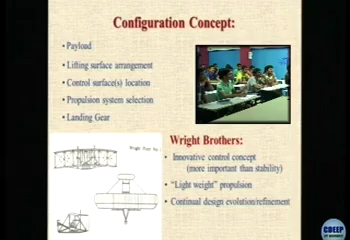 Configuration Concept:
• Payload
• Lifting surface arrangement
• Control surface(s) location
• Propulsion system selection
• Landing Gear
Wright Brothers:
• Innovative control concept
(more important than stability)
• "Light weight" propulsion
• Continual design evolution/refinement
Wright
CDEEP